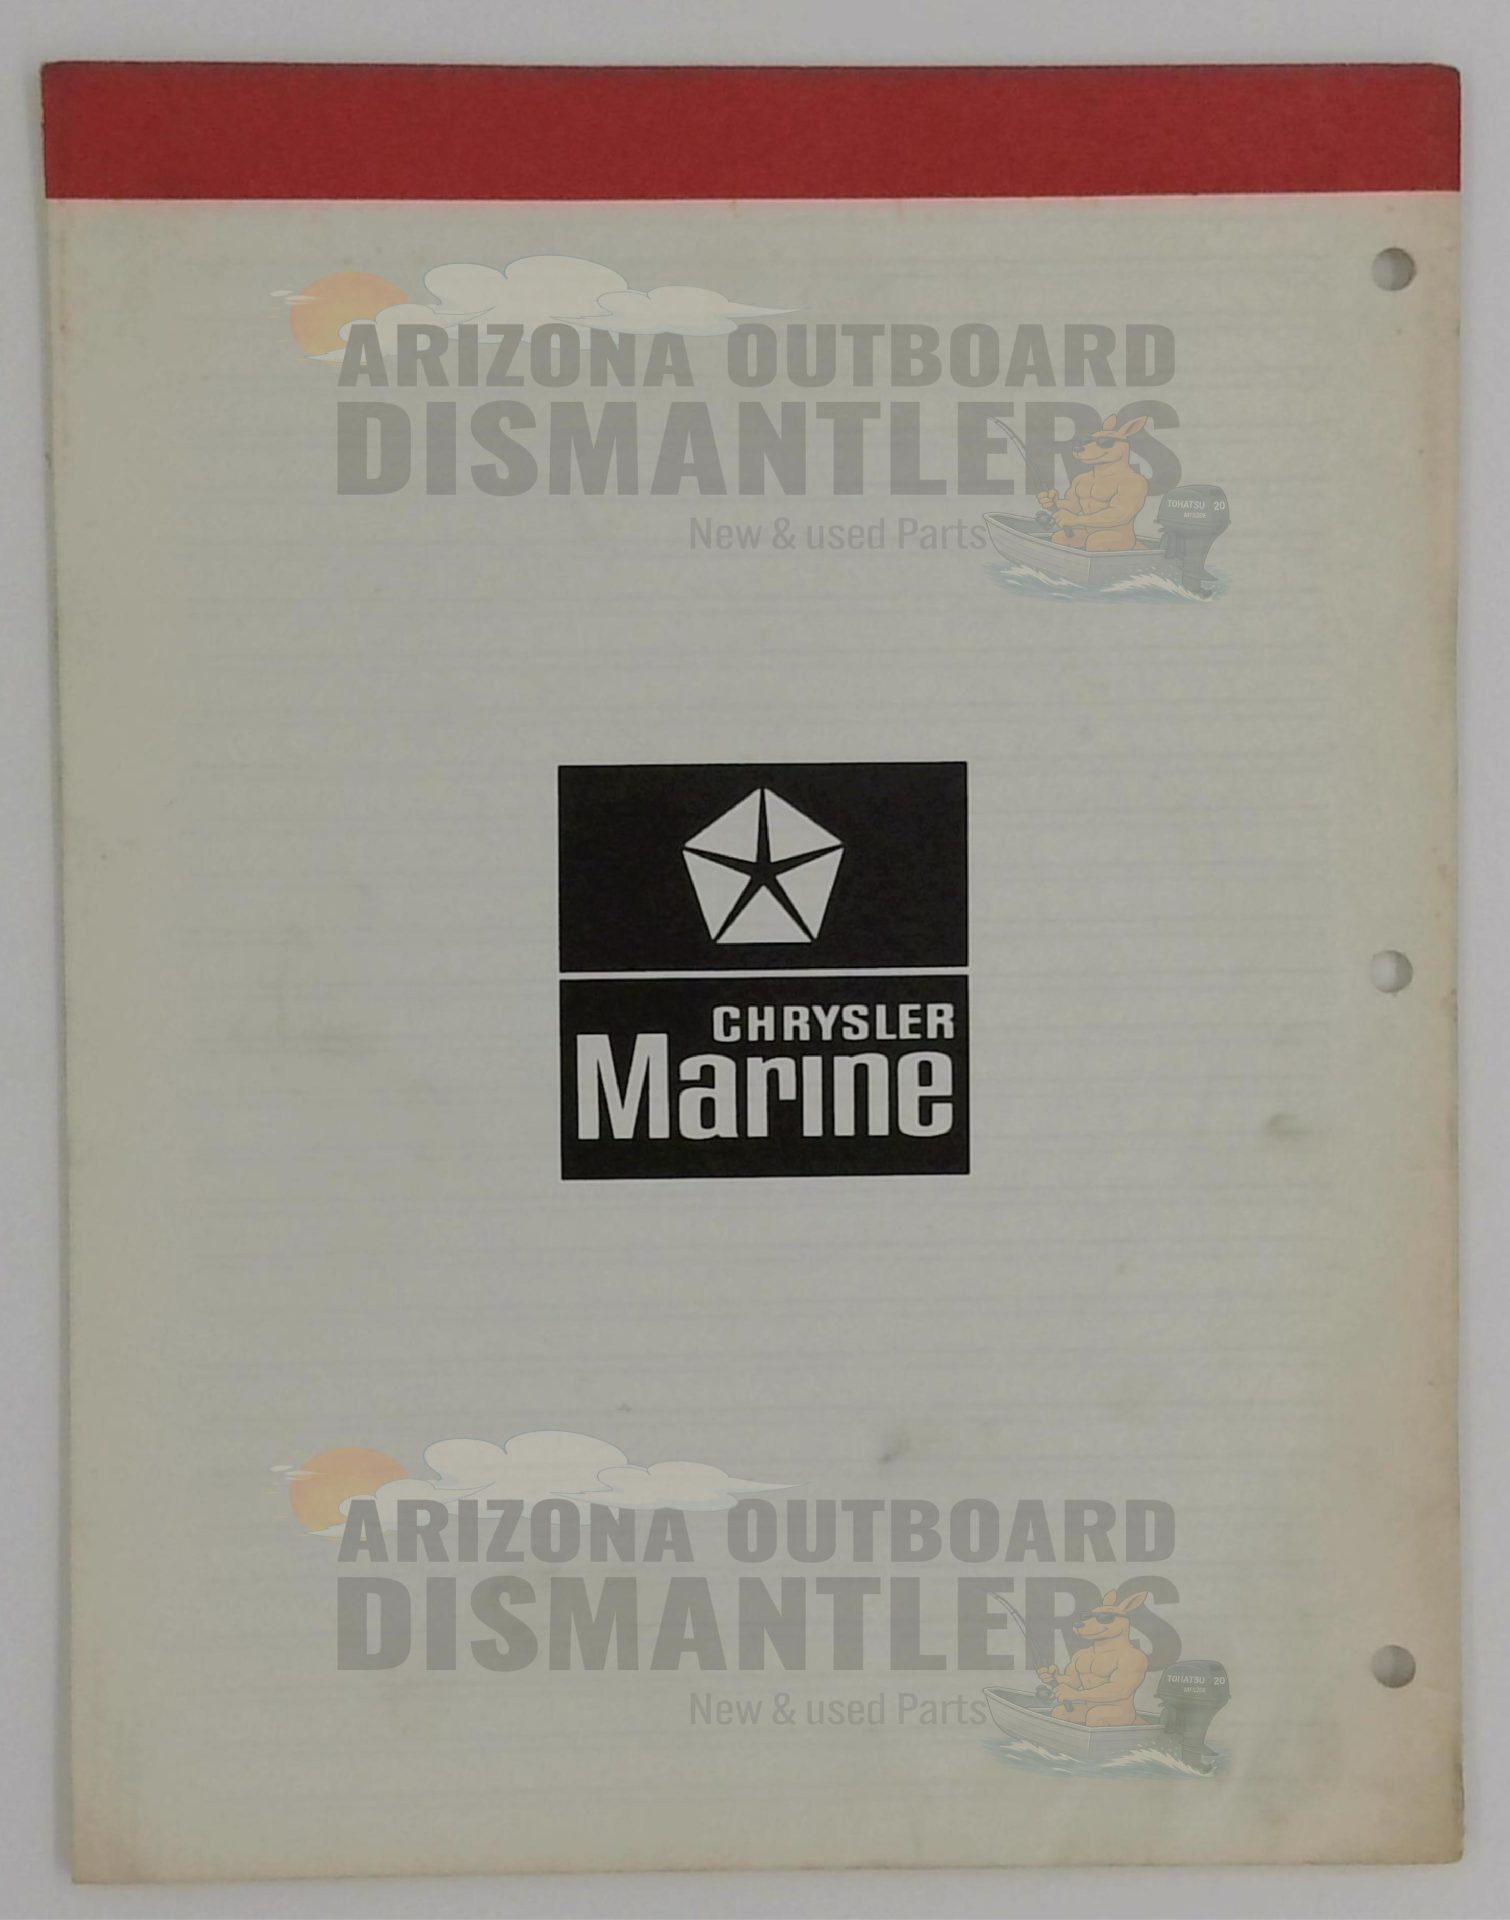 ARIZONA OUTBOARD
DISMANTLERS
New & used Parts
TOHATSU 20
CHRYSLER
Marine
ARIZONA OUTBOARD
DISMANTLERS
New & used Parts
TOHATSU 20